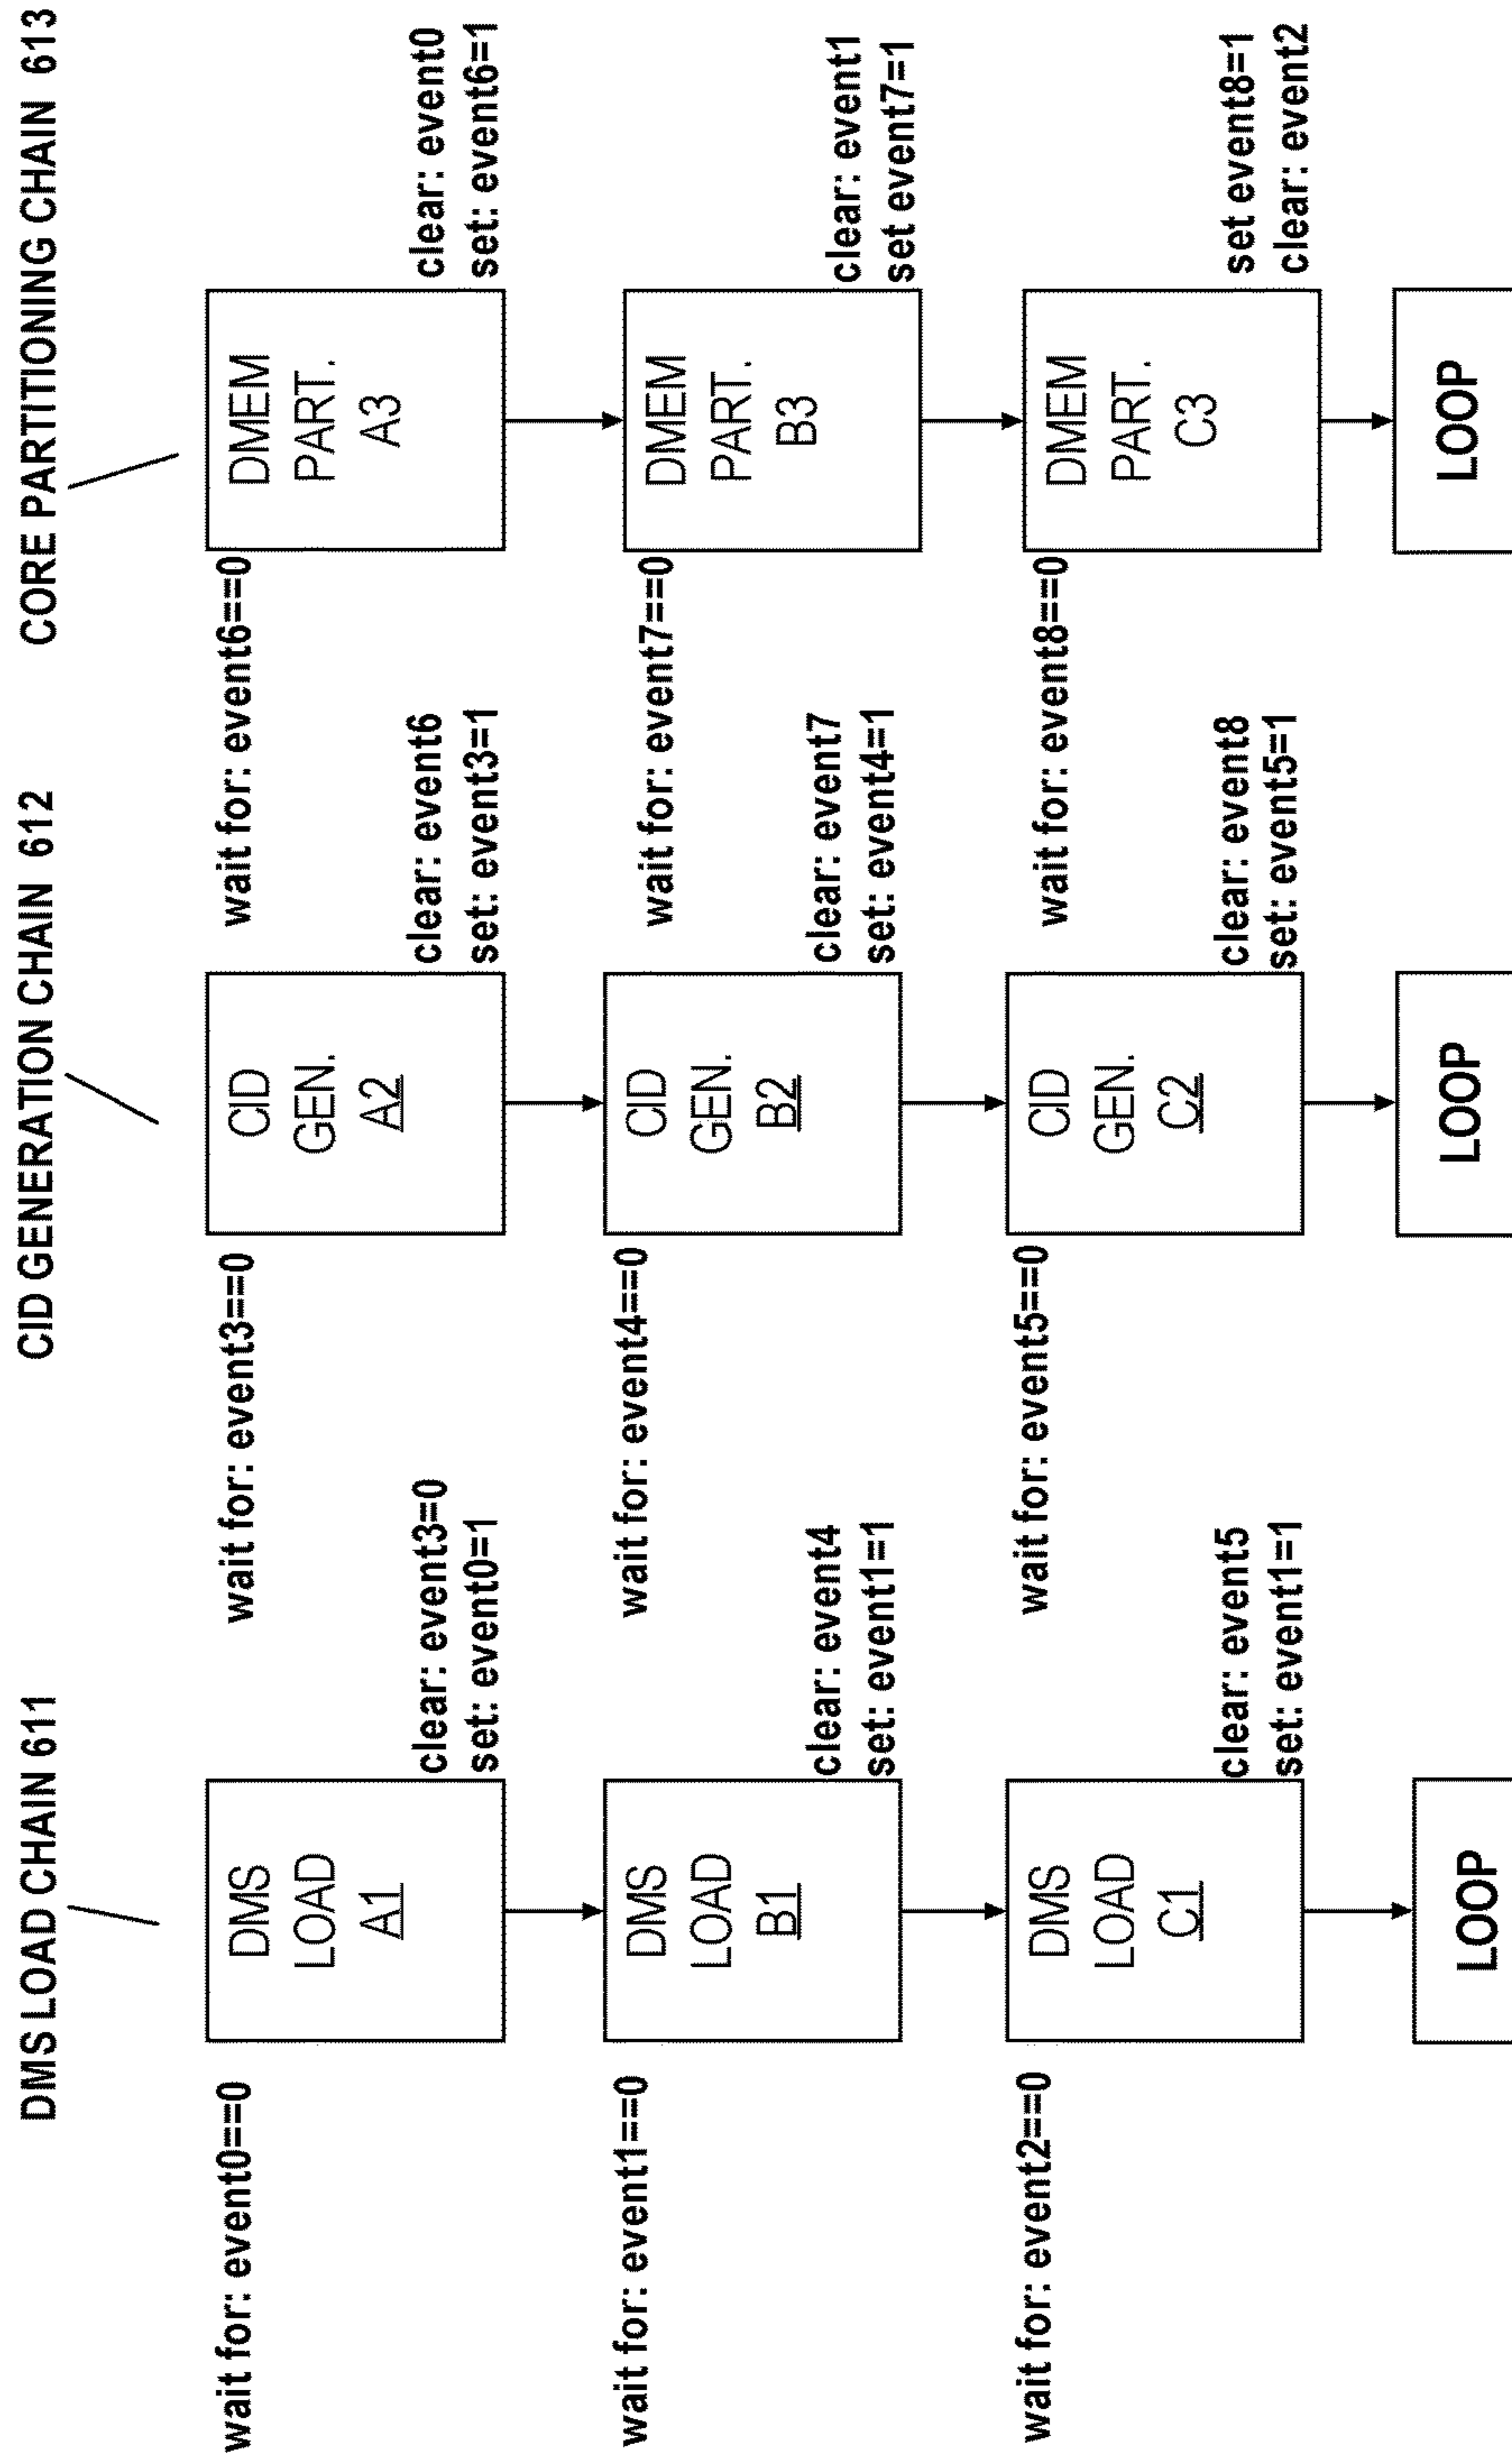 DMS LOAD CHAIN 611
wait for: event0==0
DMS
LOAD
A1
clear: event3=0
set: event0=1
wait for: event1==0
DMS
LOAD
B1
clear: event4
set: event1=1
wait for: event2==0
DMS
LOAD
C1
clear: event5
set: event1=1
LOOP
CID GENERATION CHAIN 612
wait for: event3==0
CID
GEN.
A2
clear: event6
set: event3=1
wait for: event4==0
CID
GEN.
B2
clear: event7
set: event4=1
wait for: event5==0
CID
GEN.
C2
clear: event8
set: event5=1
LOOP
CORE PARTITIONING CHAIN 613
wait for: event6==0
DMEM
PART.
A3
clear: event0
set: event6=1
wait for: event7==0
DMEM
PART.
B3
clear: event1
set event7=1
wait for: event8==0
DMEM
PART.
C3
set event8=1
clear: event2
LOOP